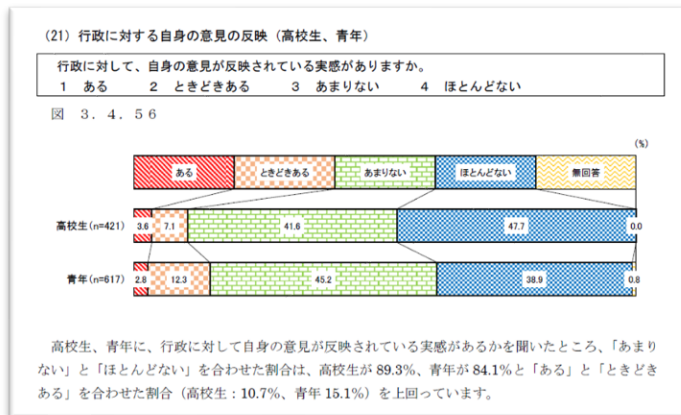 (21) 行政に対する自身の意見の反映（高校生、青年）
行政に対して、自身の意見が反映されている実感がありますか。
1　ある　　2　ときどきある　　3　あまりない　　4　ほとんどない
図　３．４．５６
(%)
ある　ときどきある　あまりない　ほとんどない　無回答
高校生(n=421)　3.6　7.1　41.6　47.7　0.0
青年(n=617)　2.8　12.3　45.2　38.9　0.8
高校生、青年に、行政に対して自身の意見が反映されている実感があるかを聞いたところ、「あまり
ない」と「ほとんどない」を合わせた割合は、高校生が 89.3%、青年が 84.1%と「ある」と「ときどき
ある」を合わせた割合（高校生：10.7%、青年 15.1%）を上回っています。